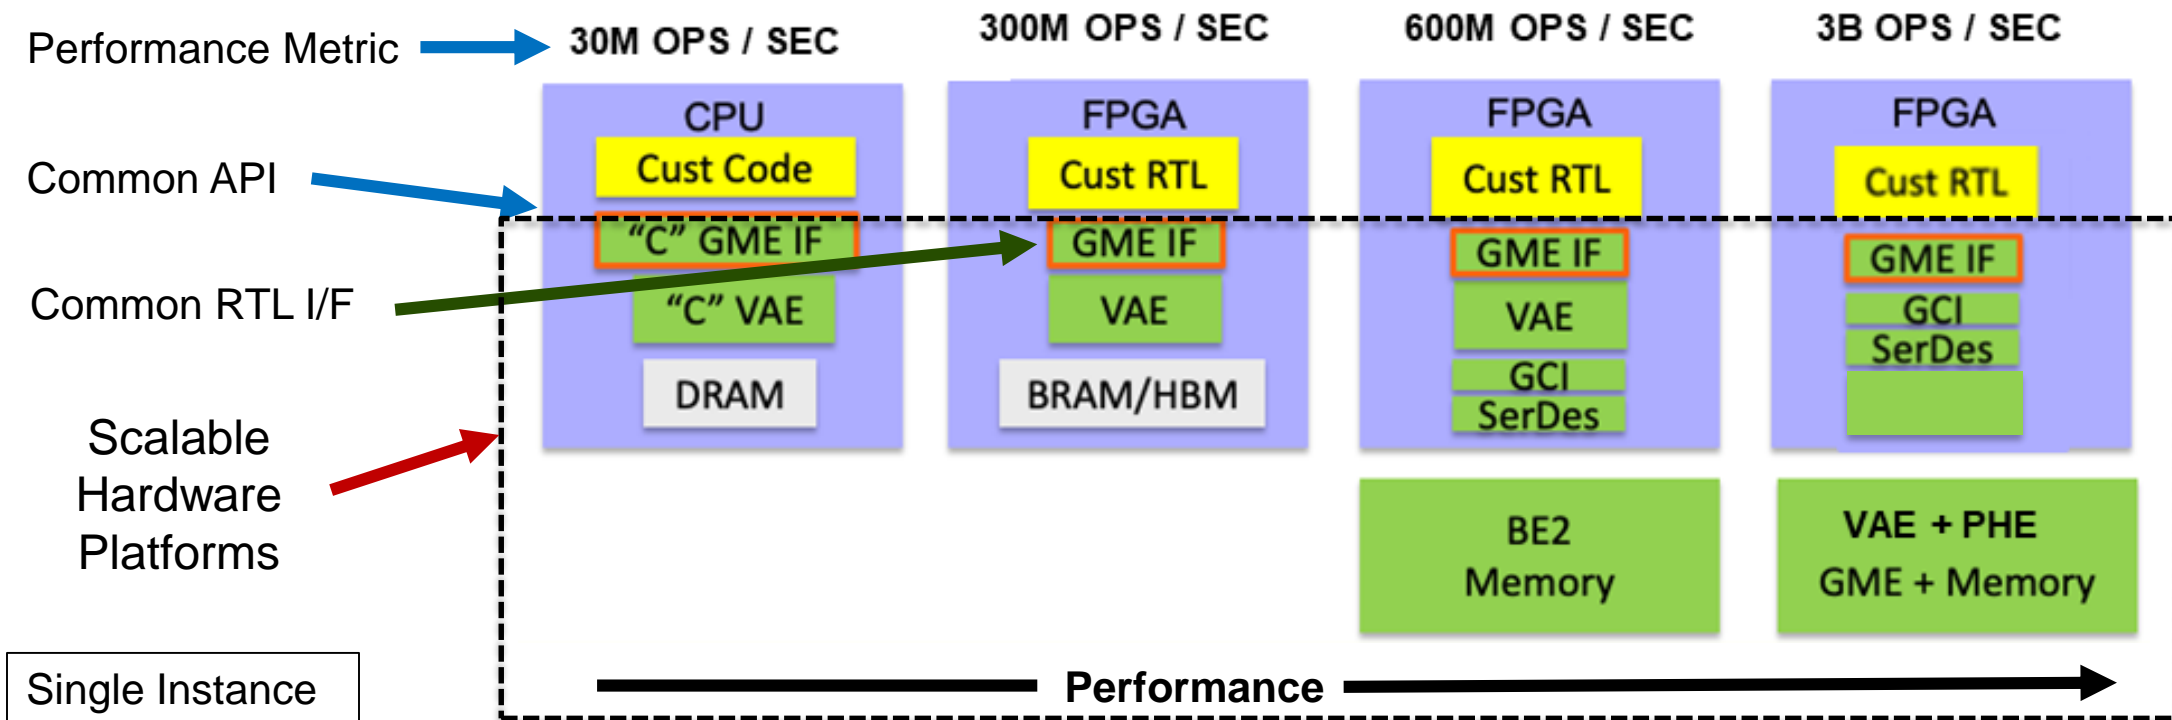 Performance Metric
30M OPS / SEC
300M OPS / SEC
600M OPS / SEC
3B OPS / SEC
Common API
Common RTL I/F
Scalable
Hardware
Platforms
Single Instance
CPU
Cust Code
"C" GME IF
"C" VAE
DRAM
FPGA
Cust RTL
GME IF
VAE
BRAM/HBM
FPGA
Cust RTL
GME IF
VAE
GCI
SerDes
BE2
Memory
FPGA
Cust RTL
GME IF
GCI
SerDes
VAE + PHE
GME + Memory
Performance